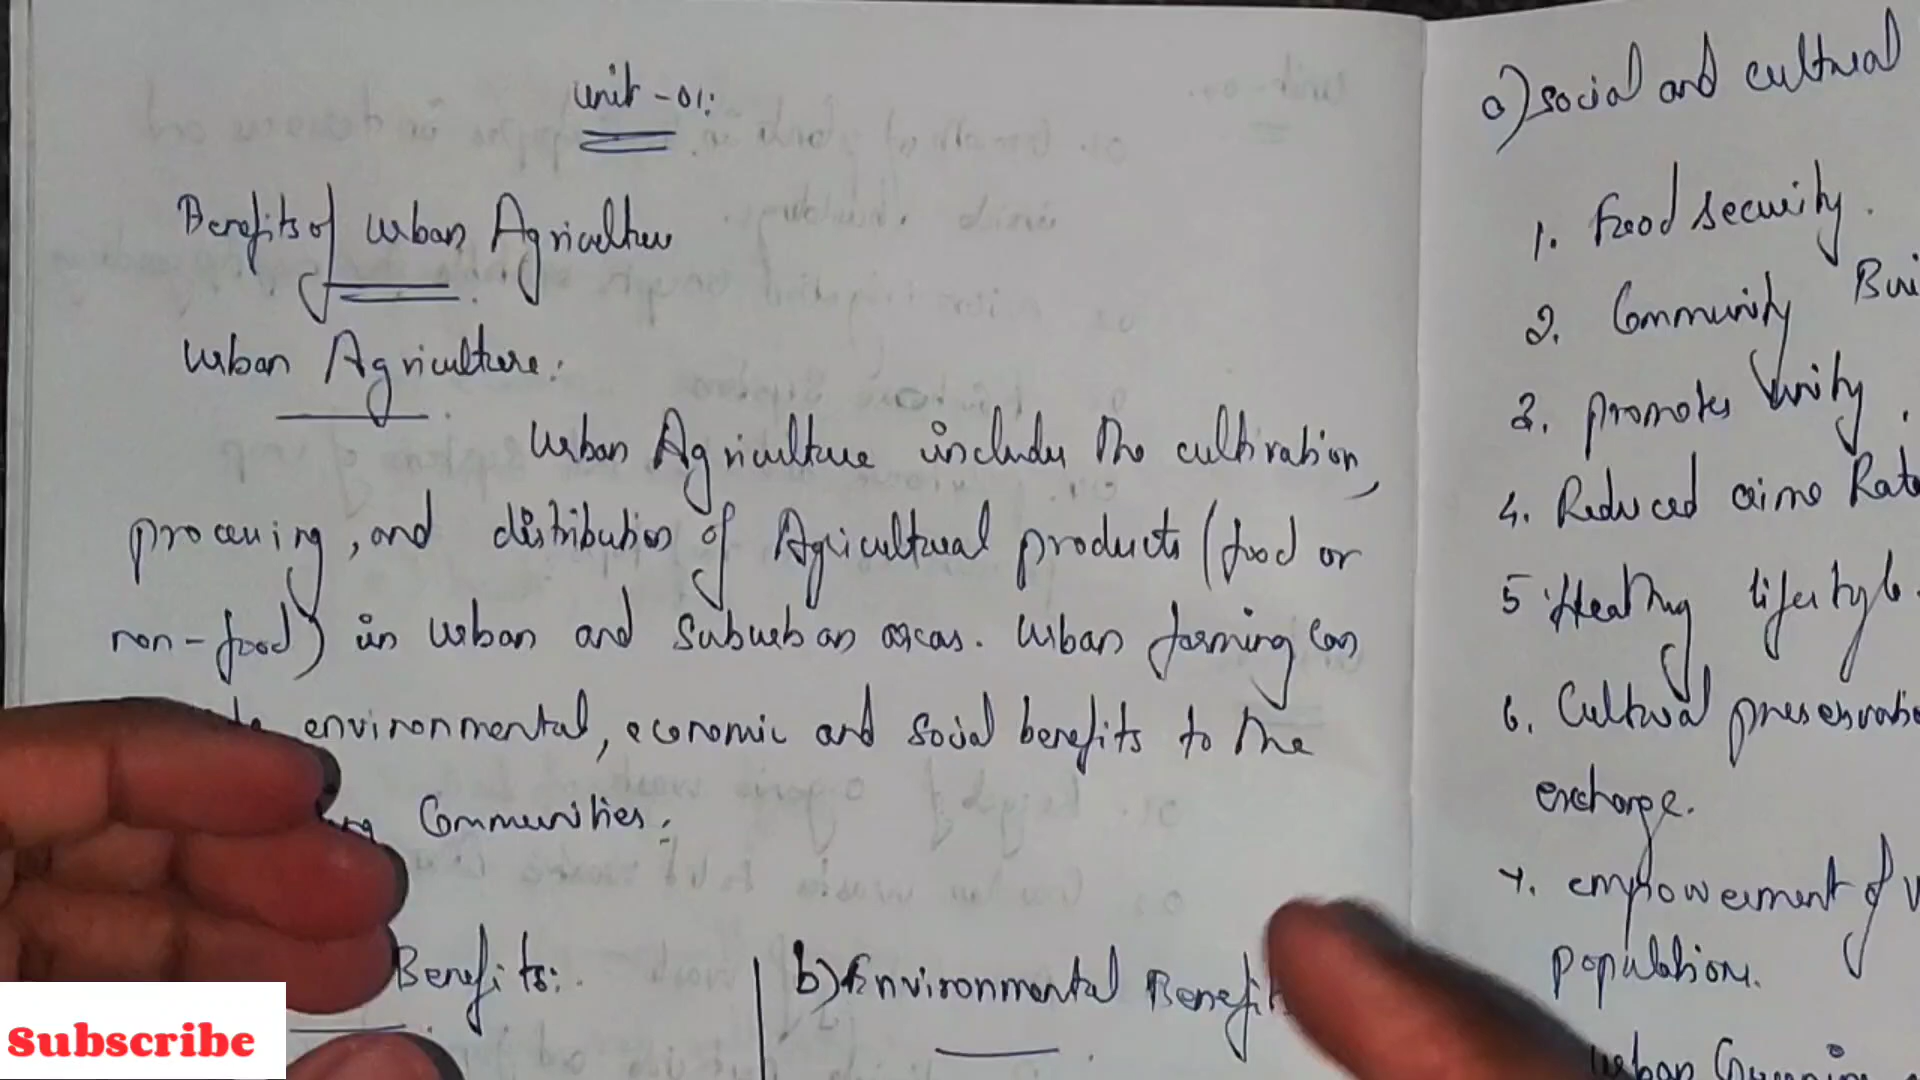 Unit - 01:
Benefits of Urban Agriculture
Urban Agriculture:
Urban Agriculture includes the cultivation,
processing, and distribution of Agricultural products (food or
non-food) in urban and suburban areas. Urban farming can
environmental, economic and social benefits to the
Communities.
Benefits:
b) Environmental Benefits
a) social and cultural
1. Food security.
2. Community Bui
3. promotes Unity.
4. Reduced crime Rate
5. Healthy lifestyle.
6. Cultural preservation
exchange.
7. empowerment of
population.
urban
Subscribe